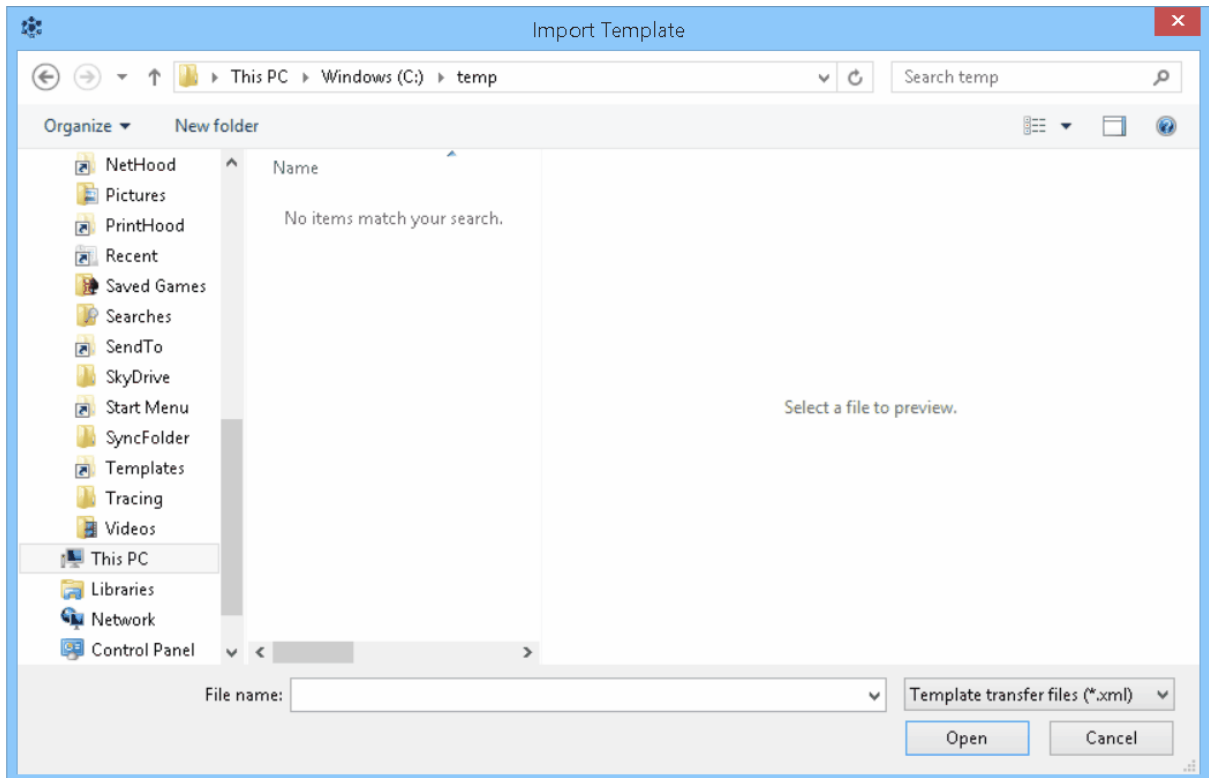 Import Template
This PC Windows (C:) temp
Search temp
Organize New folder
NetHood
Pictures
PrintHood
Recent
Saved Games
Searches
SendTo
SkyDrive
Start Menu
SyncFolder
Templates
Tracing
Videos
This PC
Libraries
Network
Control Panel
Name
No items match your search.
Select a file to preview.
File name:
Template transfer files (*.xml)
Open Cancel